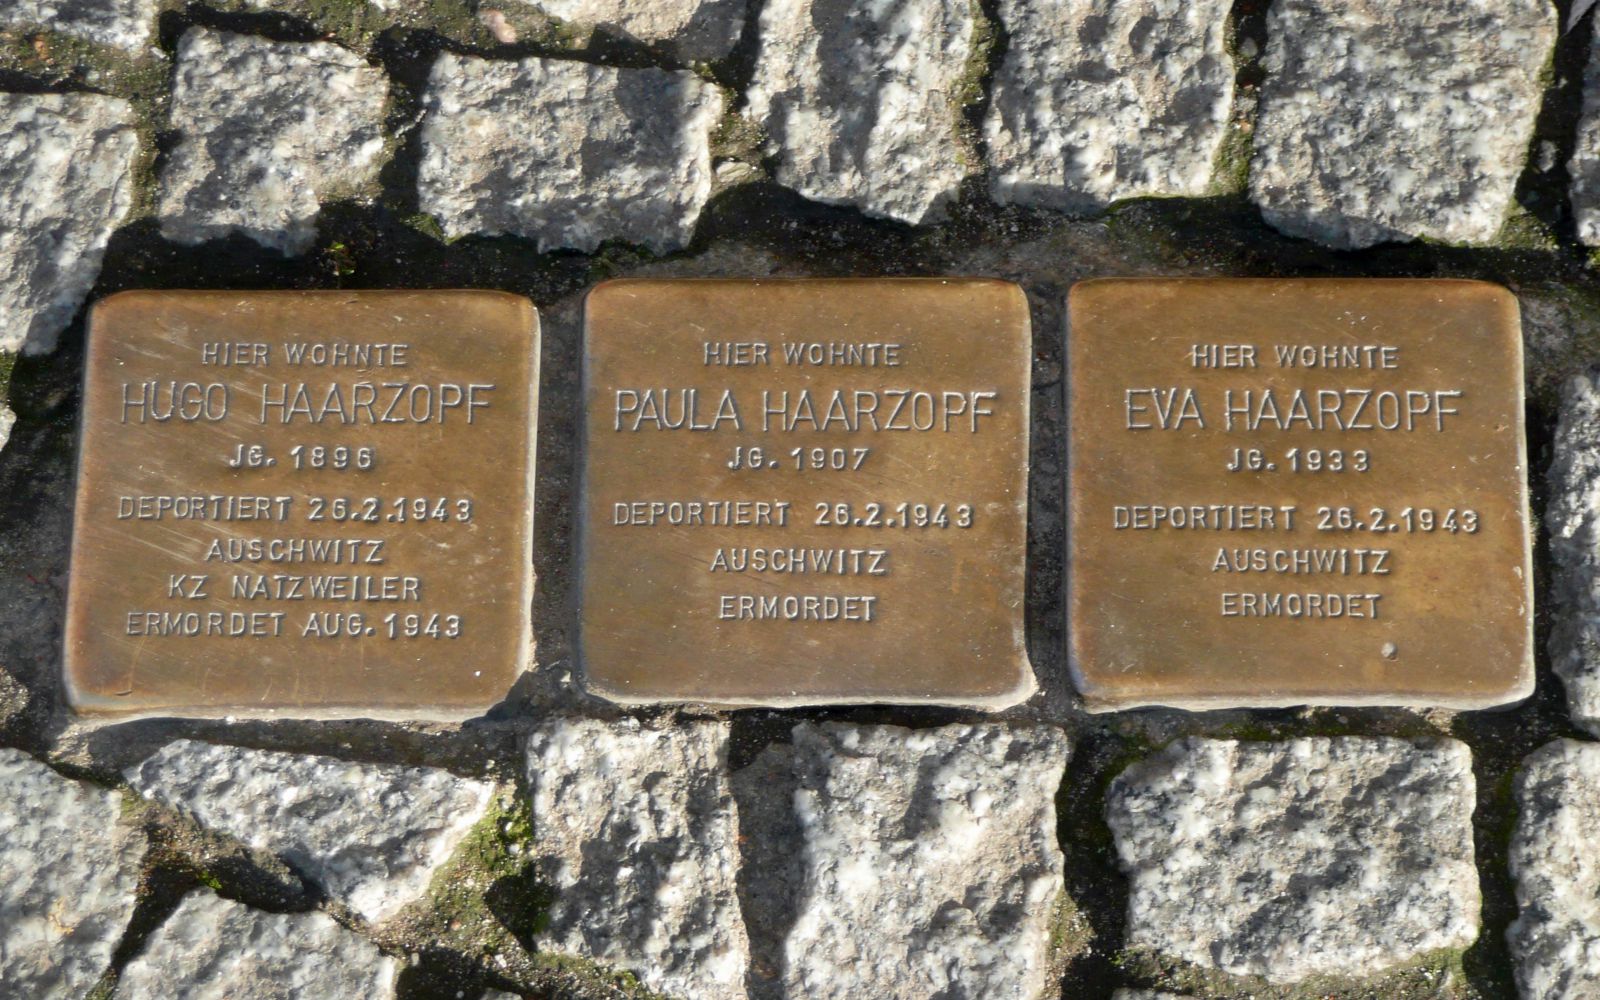 HIER WOHNTE
HUGO HAARZOPF
JG. 1896
DEPORTIERT 26.2.1943
AUSCHWITZ
KZ NATZWEILER
ERMORDET AUG. 1943
HIER WOHNTE
PAULA HAARZOPF
JG. 1907
DEPORTIERT 26.2.1943
AUSCHWITZ
ERMORDET
HIER WOHNTE
EVA HAARZOPF
JG. 1933
DEPORTIERT 26.2.1943
AUSCHWITZ
ERMORDET